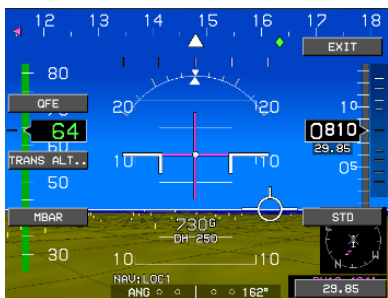 12 13 14 15 16 17 18
EXIT
80
QFE
20 20
10
64
0810
29.85
TRANS ALT..
10 10
05
50
MBAR
STD
730G
DH-250
30
10 10
NAV:LOC1
ANG 162°
29.85